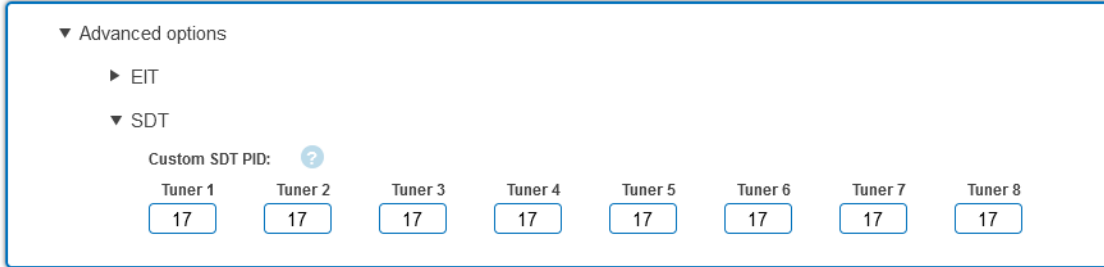 Advanced options
EIT
SDT
Custom SDT PID: ?
Tuner 1 Tuner 2 Tuner 3 Tuner 4 Tuner 5 Tuner 6 Tuner 7 Tuner 8
17 17 17 17 17 17 17 17